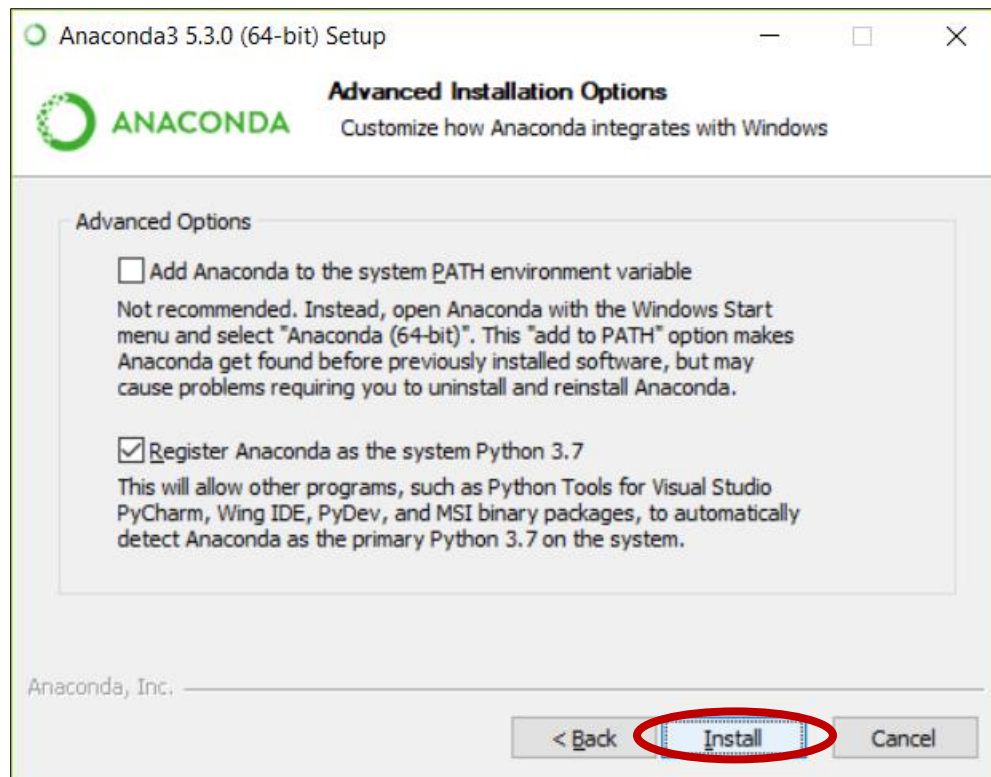 Anaconda3 5.3.0 (64-bit) Setup
ANACONDA
Advanced Installation Options
Customize how Anaconda integrates with Windows
Advanced Options
Add Anaconda to the system PATH environment variable
Not recommended. Instead, open Anaconda with the Windows Start
menu and select "Anaconda (64-bit)". This "add to PATH" option makes
Anaconda get found before previously installed software, but may
cause problems requiring you to uninstall and reinstall Anaconda.
Register Anaconda as the system Python 3.7
This will allow other programs, such as Python Tools for Visual Studio
PyCharm, Wing IDE, PyDev, and MSI binary packages, to automatically
detect Anaconda as the primary Python 3.7 on the system.
Anaconda, Inc.
< Back Install Cancel